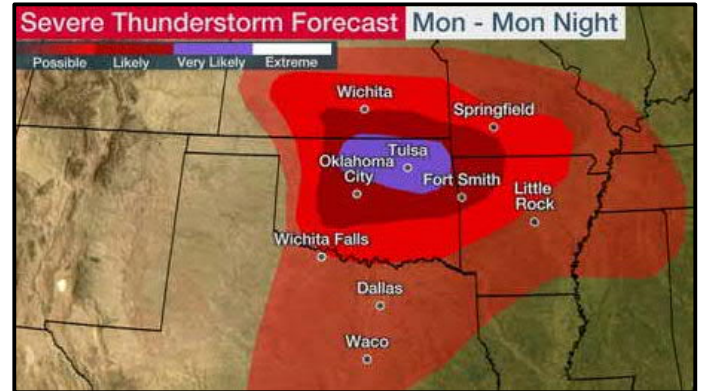 Severe Thunderstorm Forecast Mon - Mon Night
Possible Likely Very Likely Extreme
Wichita
Springfield
Tulsa
Oklahoma
City
Fort Smith
Little
Rock
Wichita Falls
Dallas
Waco